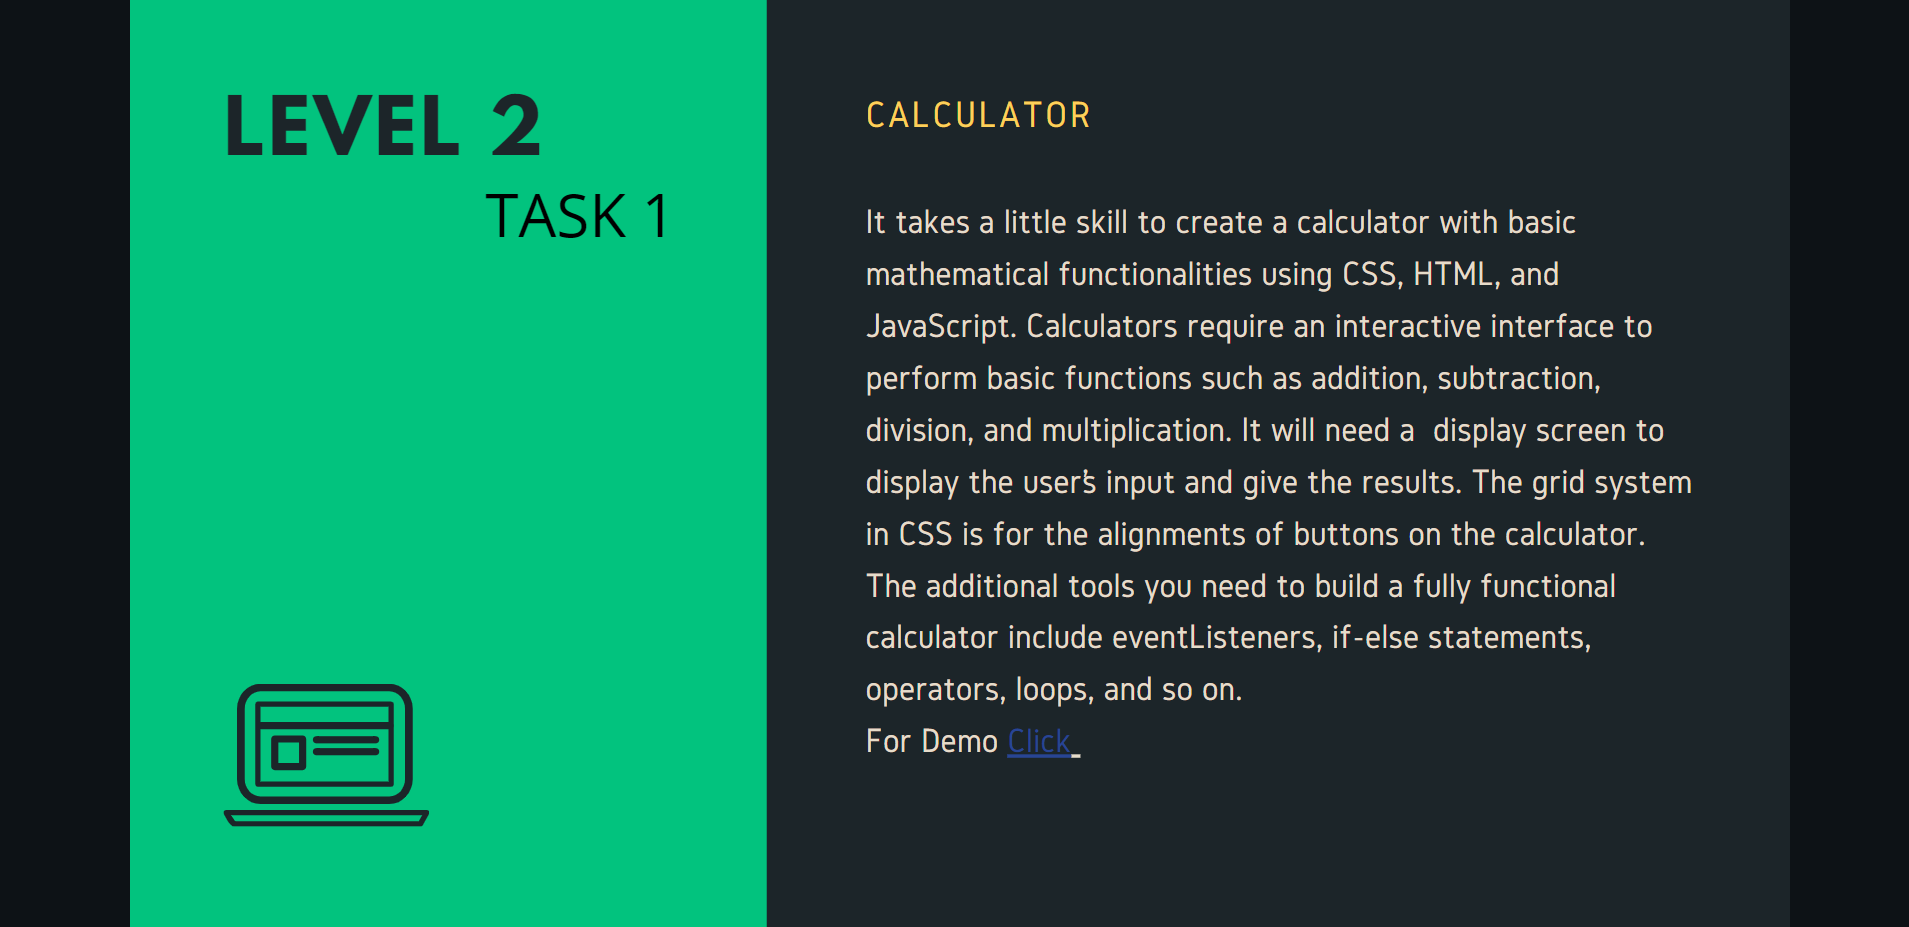 LEVEL 2
TASK 1
CALCULATOR
It takes a little skill to create a calculator with basic
mathematical functionalities using CSS, HTML, and
JavaScript. Calculators require an interactive interface to
perform basic functions such as addition, subtraction,
division, and multiplication. It will need a  display screen to
display the user’s input and give the results. The grid system
in CSS is for the alignments of buttons on the calculator.
The additional tools you need to build a fully functional
calculator include eventListeners, if-else statements,
operators, loops, and so on.
For Demo Click